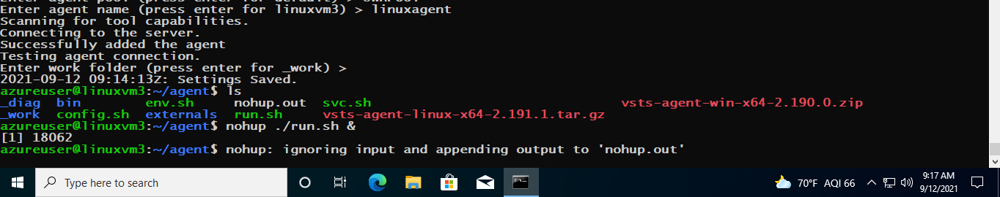 Enter agent name (press enter for linuxvm3) > linuxagent
Scanning for tool capabilities.
Connecting to the server.
Successfully added the agent
Testing agent connection.
Enter work folder (press enter for _work) >
2021-09-12 09:14:13Z: Settings Saved.
azureuser@linuxvm3:~/agent$ ls
_diag bin env.sh nohup.out svc.sh vsts-agent-win-x64-2.190.0.zip
_work config.sh externals run.sh vsts-agent-linux-x64-2.191.1.tar.gz
azureuser@linuxvm3:~/agent$ nohup ./run.sh &
[1] 18062
azureuser@linuxvm3:~/agent$ nohup: ignoring input and appending output to 'nohup.out'
Type here to search
70°F AQI 66
9:17 AM
9/12/2021